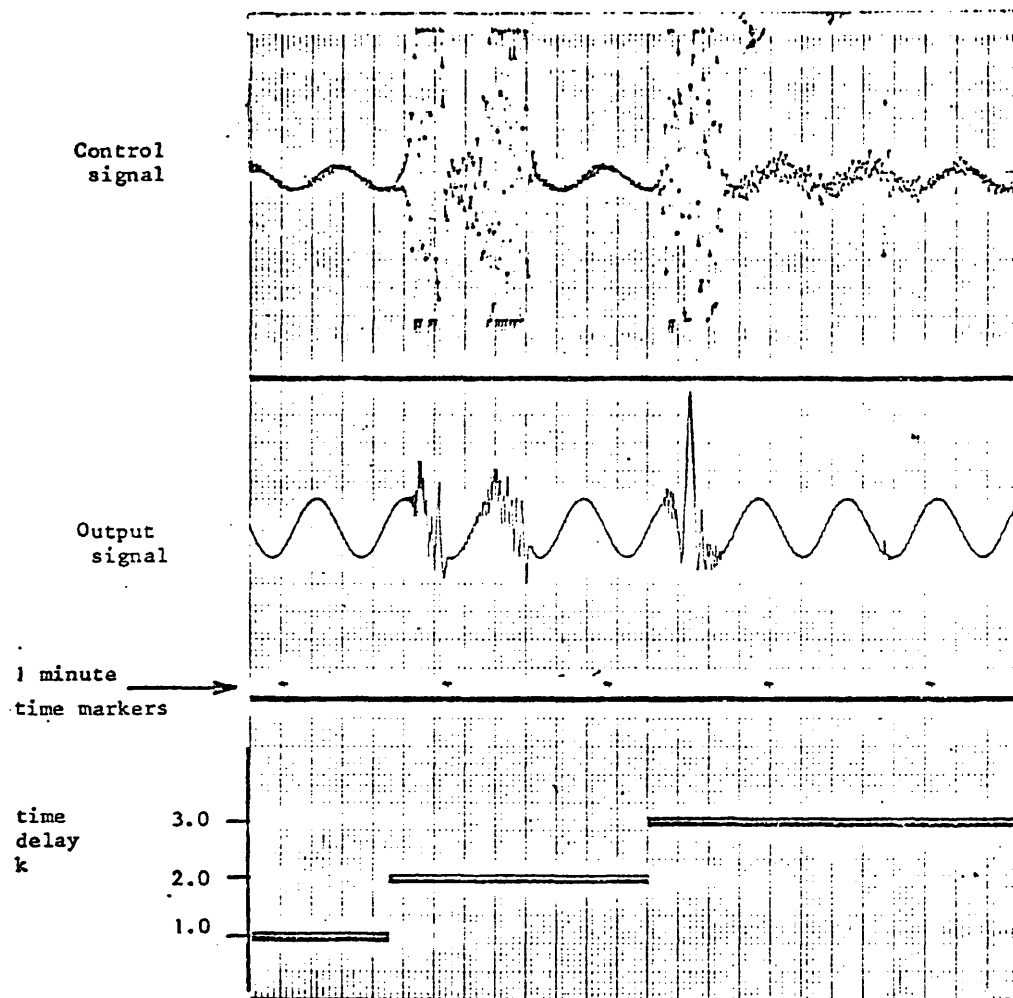 Control
signal
Output
signal
1 minute
time markers
time
delay
k
3.0
2.0
1.0